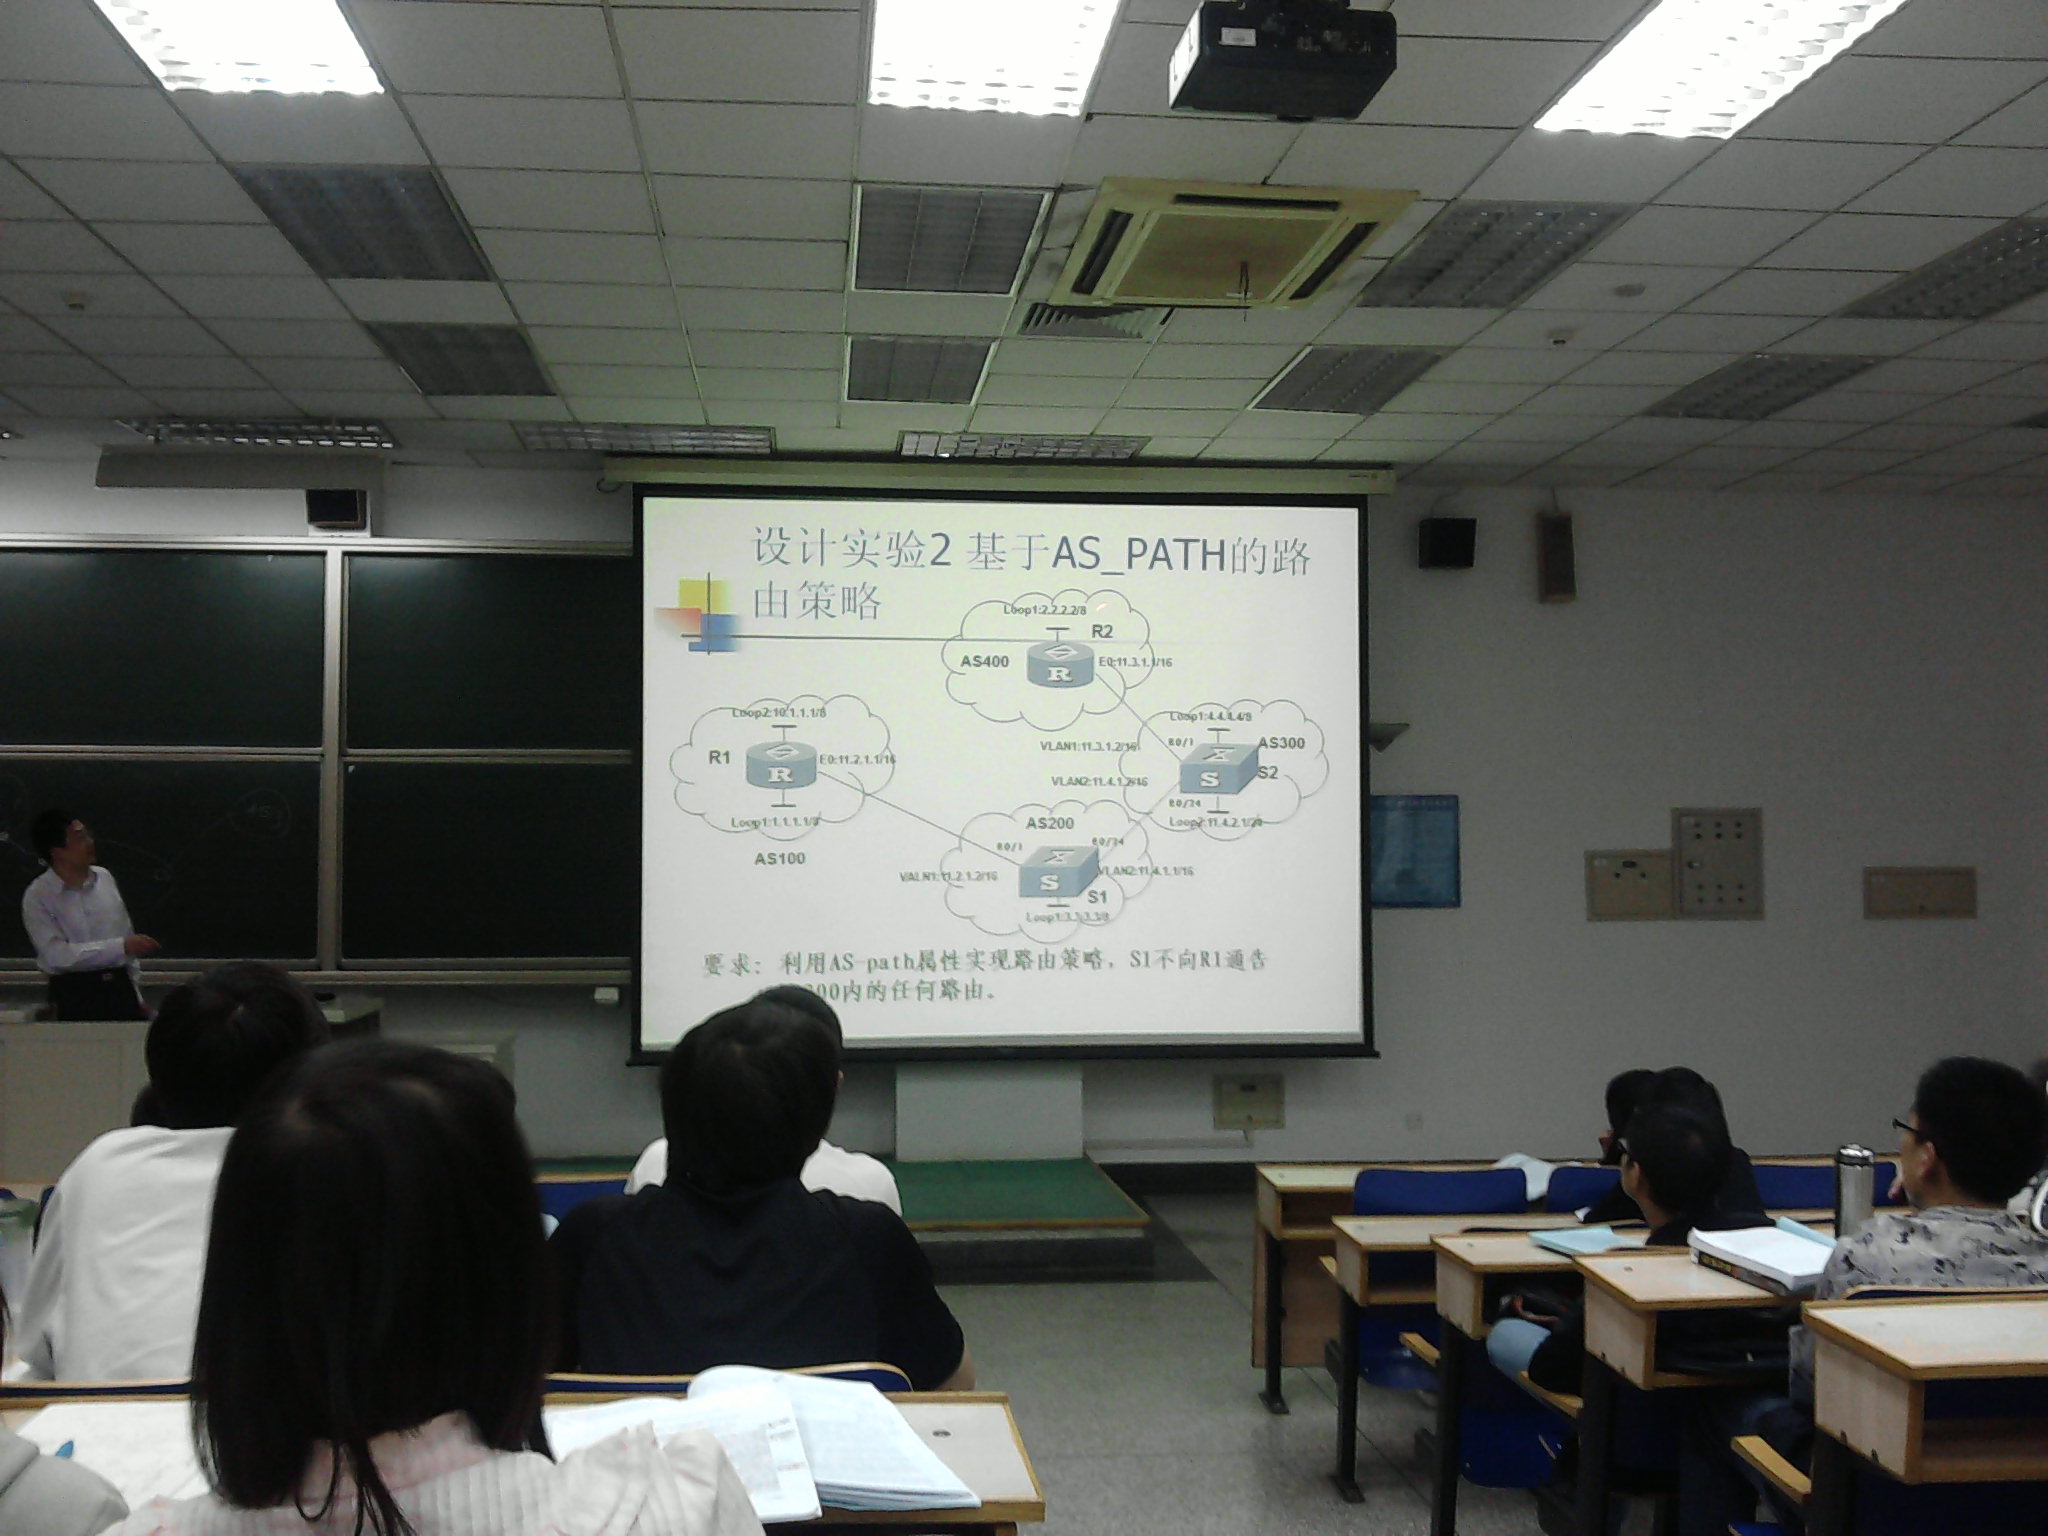 设计实验2 基于AS_PATH的路
由策略
Loop1:2.2.2.2/8
R2
AS400
E0:11.3.1.1/16
R
Loop2:10.1.1.1/8
R1
E0:11.2.1.1/16
R
Loop1:1.1.1.1/8
AS100
Loop1:4.4.4.4/8
VLAN1:11.3.1.2/16
E0/1
AS300
VLAN2:11.4.1.2/16
S
S2
E0/24
Loop2:11.4.2.1/24
AS200
E0/1
E0/24
VALN1:11.2.1.2/16
S
VLAN2:11.4.1.1/16
S1
Loop1:3.3.3.3/8
要求: 利用AS-path属性实现路由策略, S1不向R1通告
00内的任何路由。